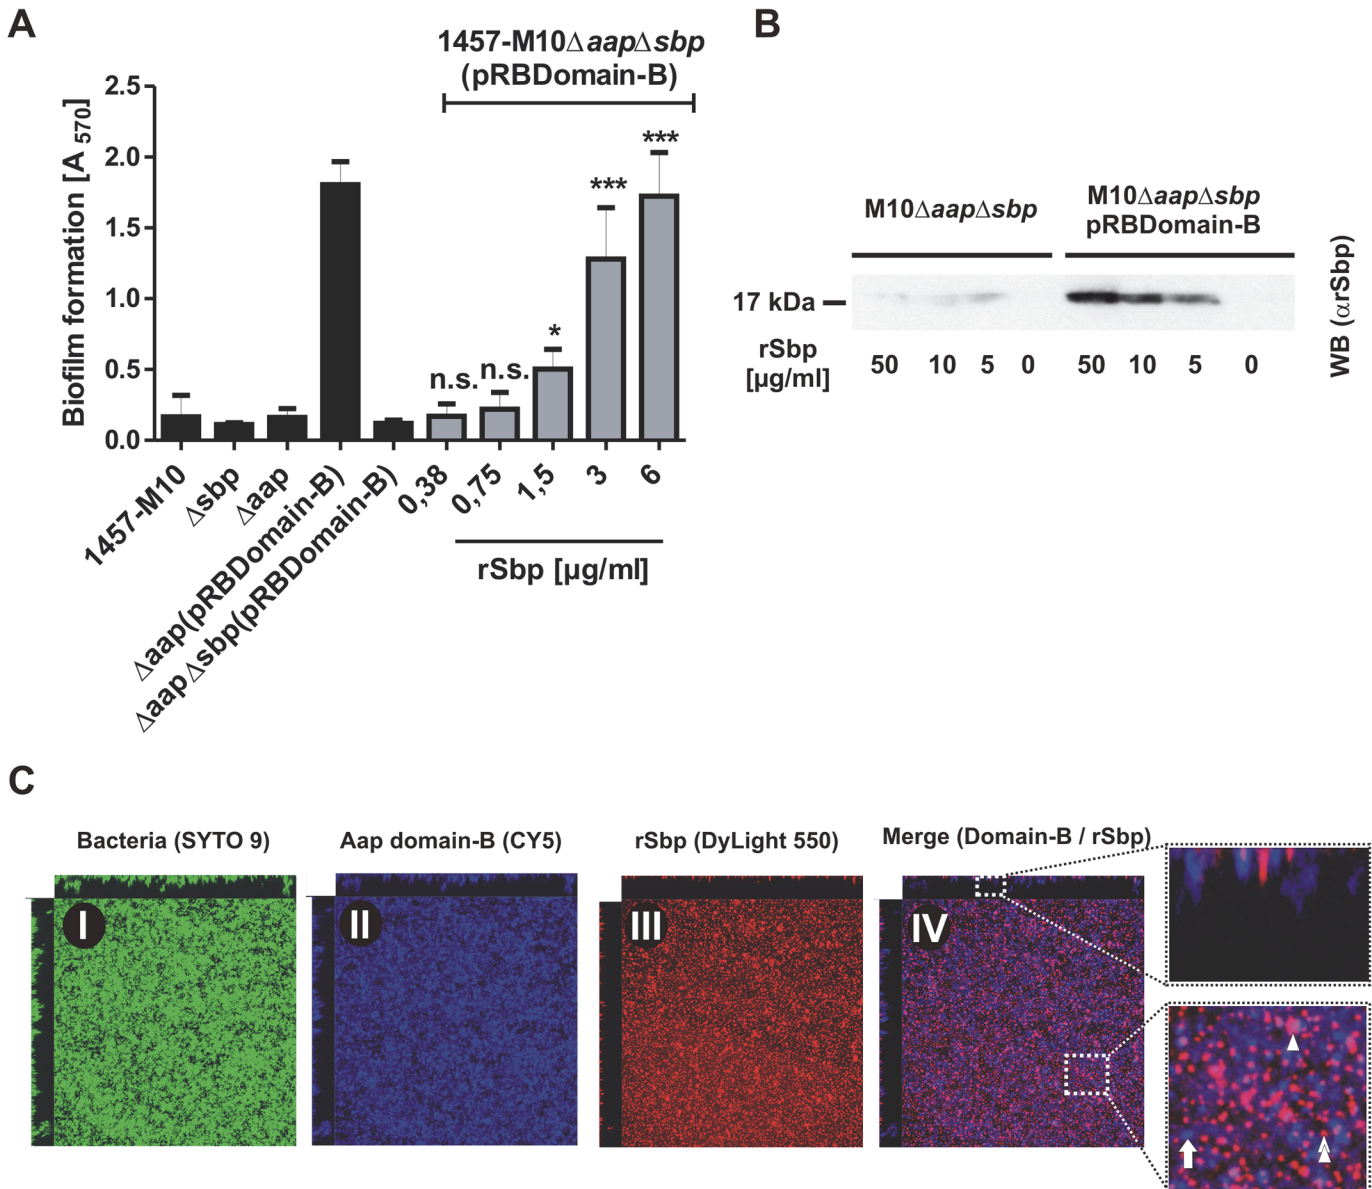 A
1457-M10ΔaapΔsbp
(pRBDomain-B)
Biofilm formation [A 570]
2.5
2.0
1.5
1.0
0.5
0.0
n.s.
n.s.
*
***
***
1457-M10
Δsbp
Δaap
Δaap(pRBDomain-B)
ΔaapΔsbp(pRBDomain-B)
0,38
0,75
1,5
3
6
rSbp [µg/ml]
B
M10ΔaapΔsbp
M10ΔaapΔsbp
pRBDomain-B
17 kDa
rSbp
[µg/ml]
50 10 5 0 50 10 5 0
WB (αrSbp)
C
Bacteria (SYTO 9)
Aap domain-B (CY5)
rSbp (DyLight 550)
Merge (Domain-B / rSbp)
I
II
III
IV